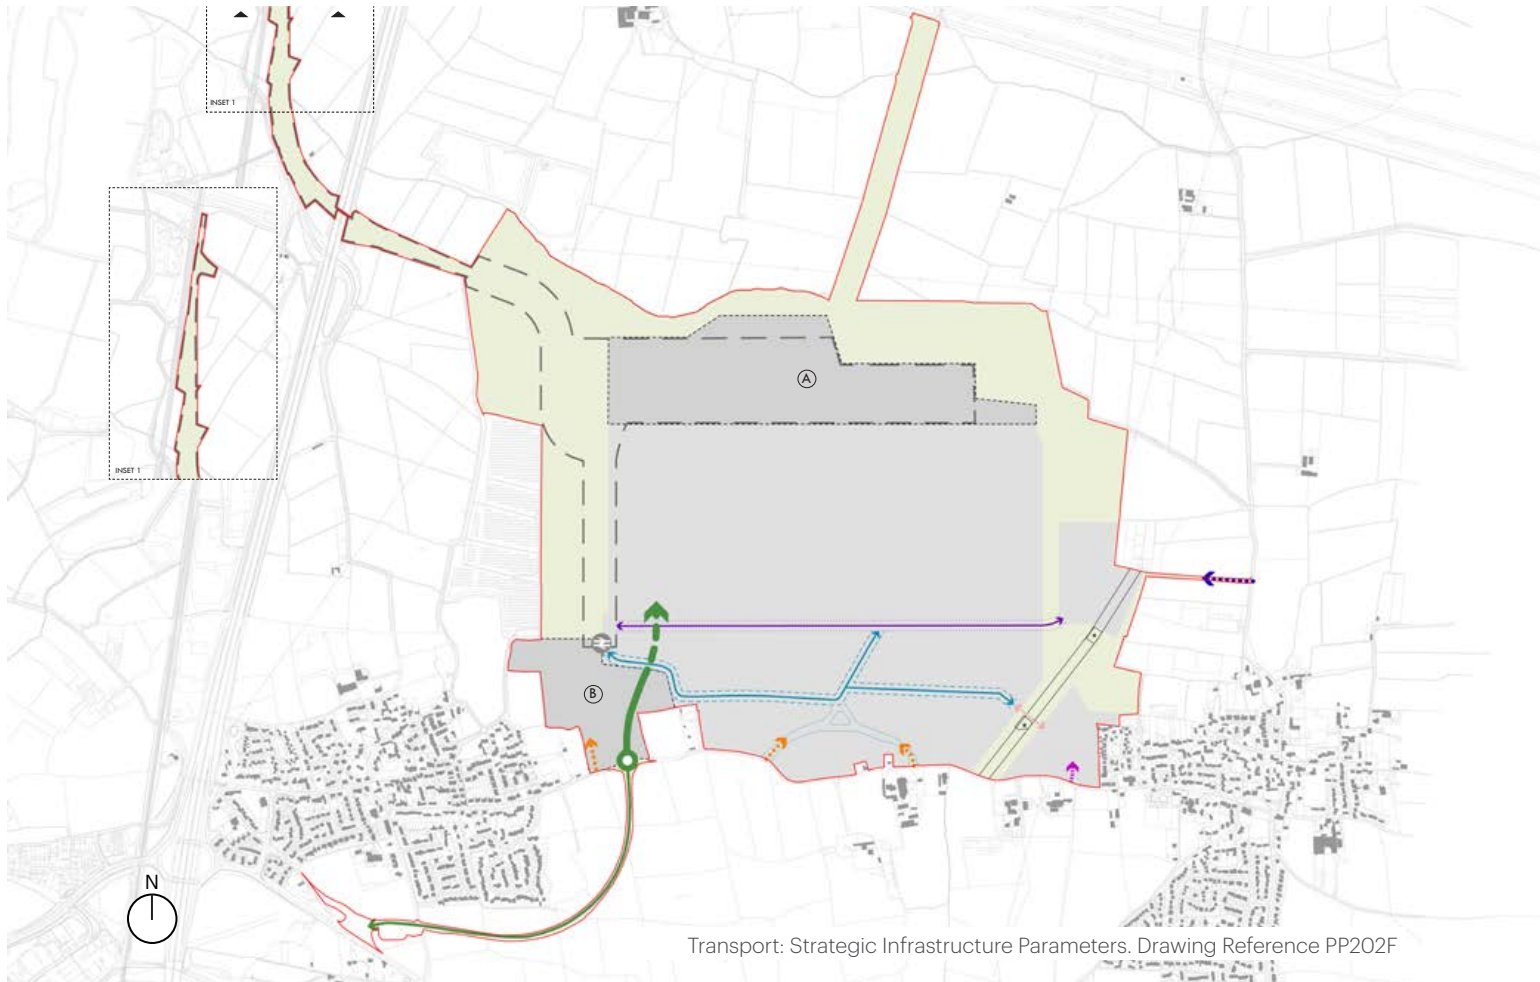 INSET 1
INSET 1
A
B
N
Transport: Strategic Infrastructure Parameters. Drawing Reference PP202F